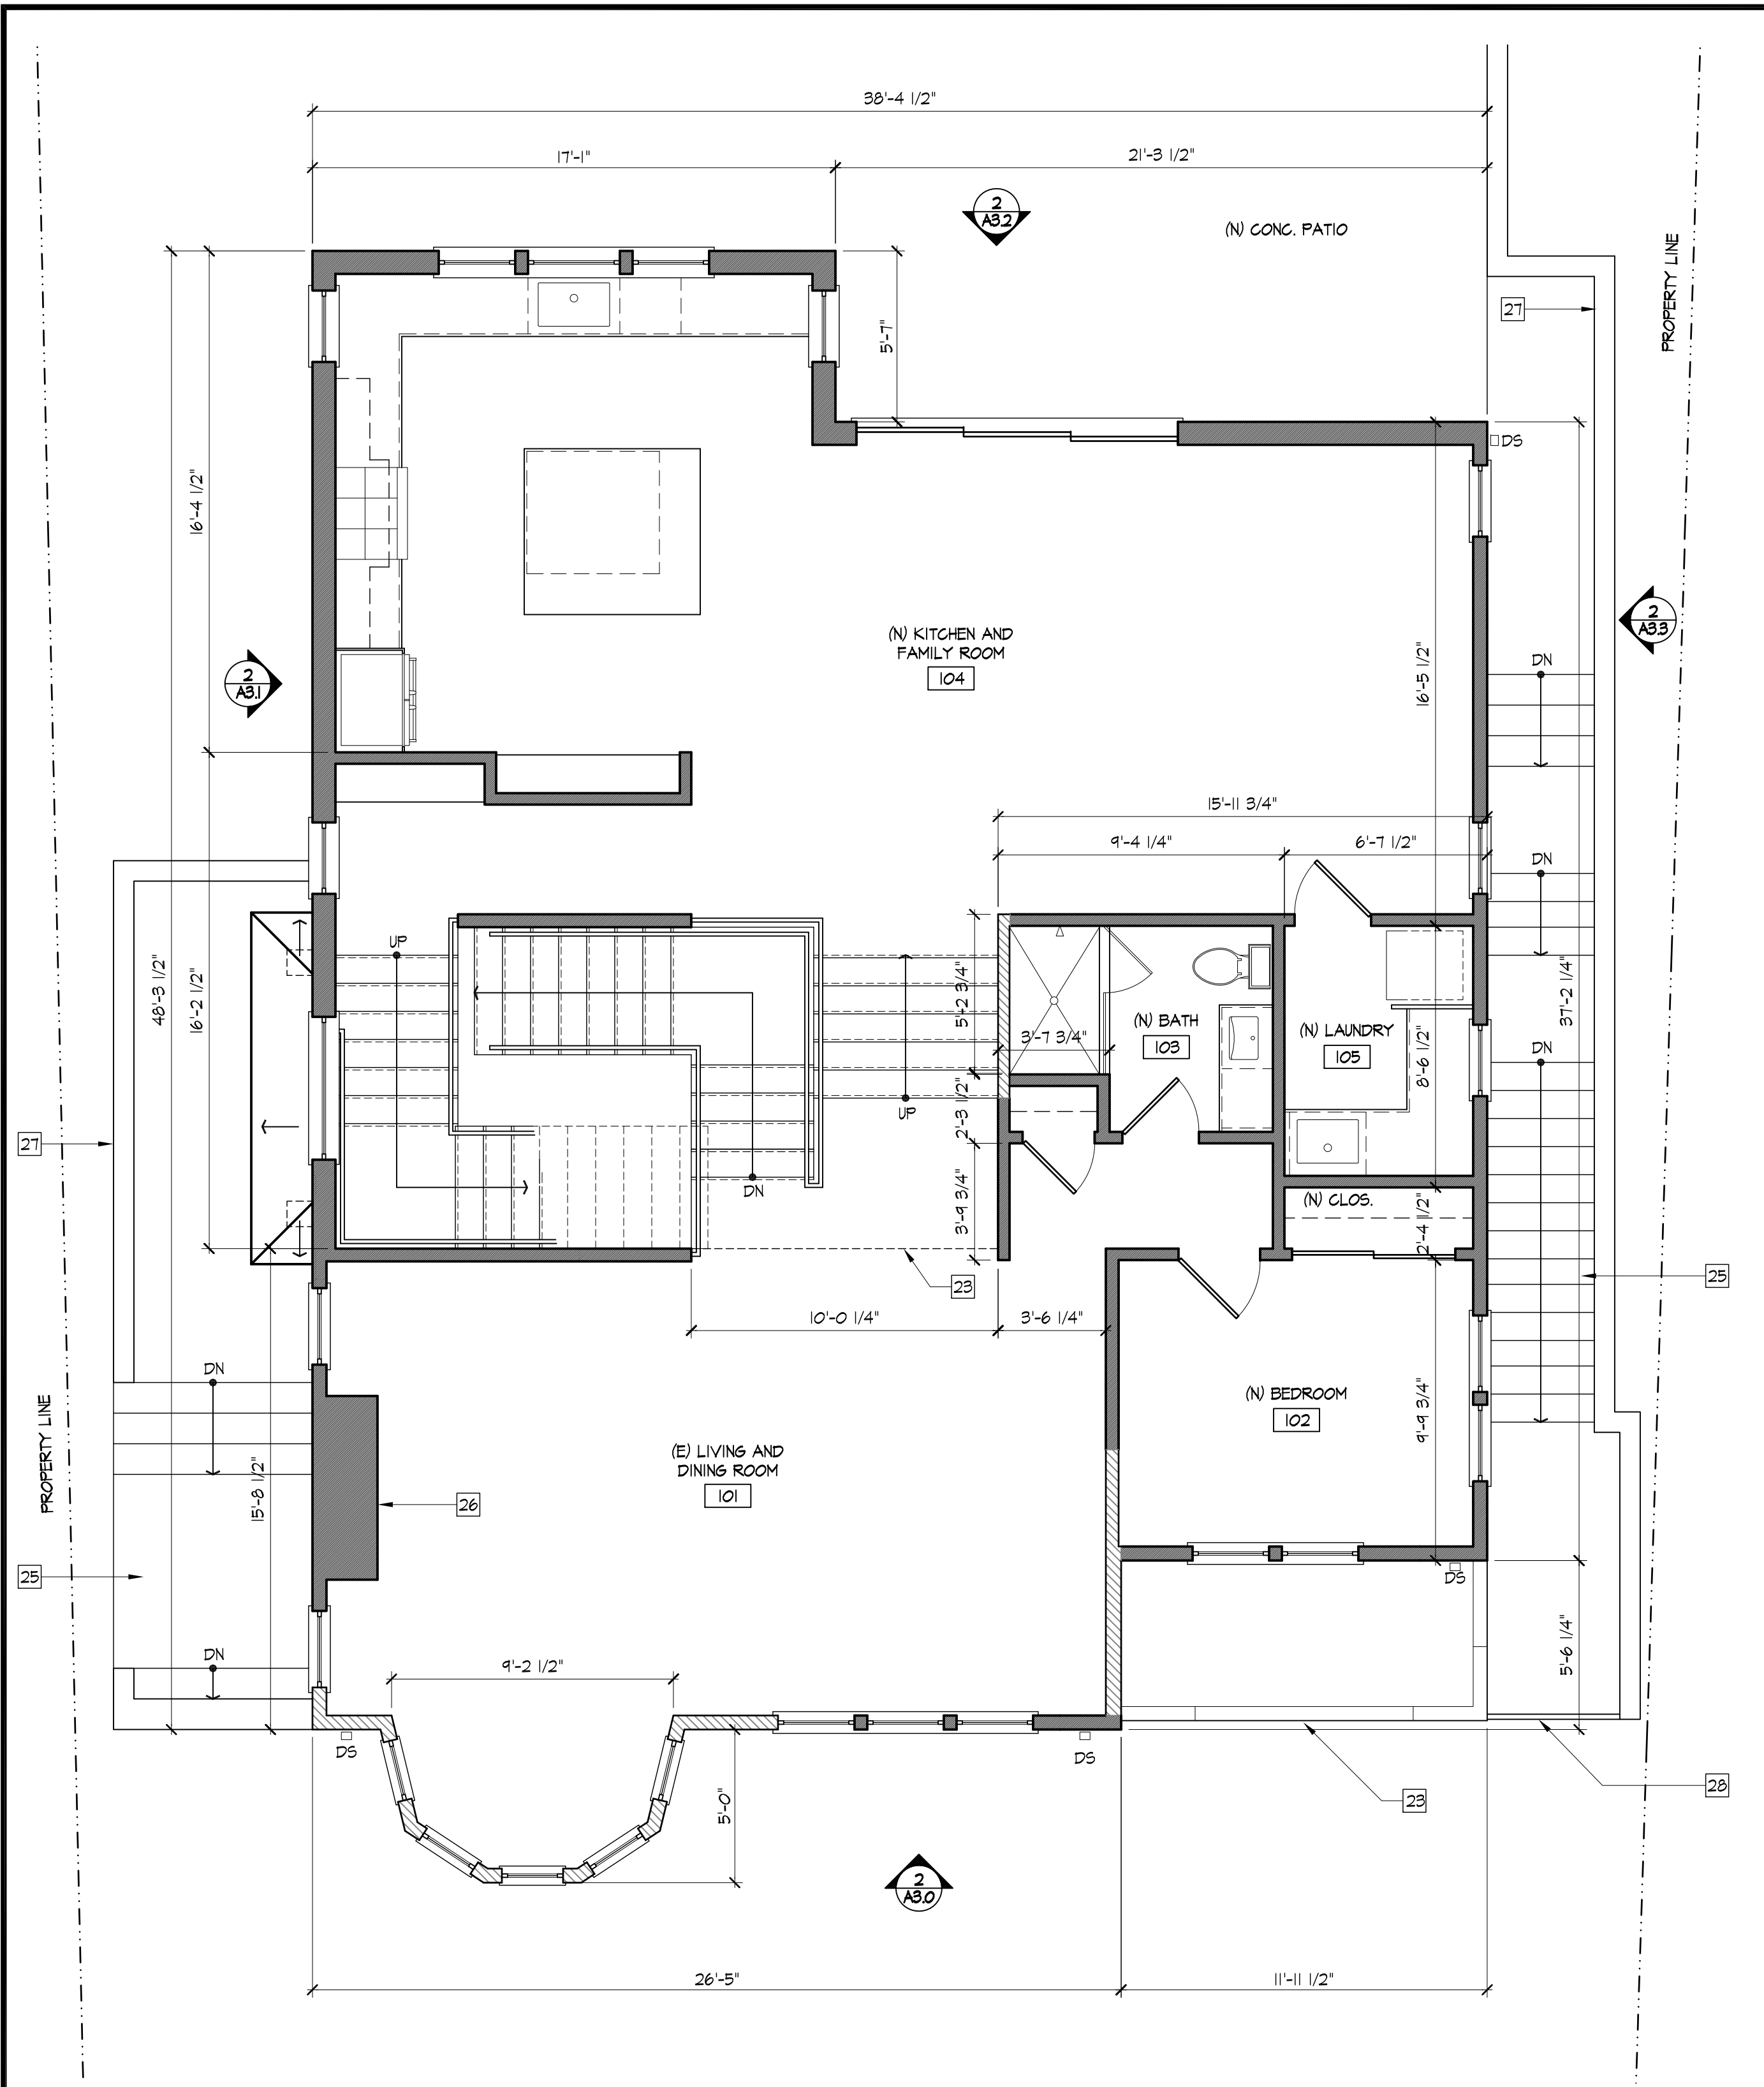 38'-4 1/2"
17'-1"
21'-3 1/2"
2
A3.2
(N) CONC. PATIO
PROPERTY LINE
27
5'-7"
DS
16'-4 1/2"
(N) KITCHEN AND
FAMILY ROOM
104
2
A3.3
2
A3.1
16'-5 1/2"
DN
15'-11 3/4"
9'-4 1/4"
6'-7 1/2"
DN
UP
48'-3 1/2"
16'-2 1/2"
5'-2 3/4"
3'-7 3/4"
(N) BATH
103
(N) LAUNDRY
105
8'-6 1/2"
37'-2 1/4"
DN
27
UP
2'-3 1/2"
DN
3'-9 3/4"
(N) CLOS.
2'-4 1/2"
23
25
10'-0 1/4"
3'-6 1/4"
DN
PROPERTY LINE
(N) BEDROOM
102
9'-9 3/4"
(E) LIVING AND
DINING ROOM
101
15'-8 1/2"
26
25
DS
DN
9'-2 1/2"
5'-6 1/4"
DS
DS
28
23
5'-0"
2
A3.0
26'-5"
11'-11 1/2"